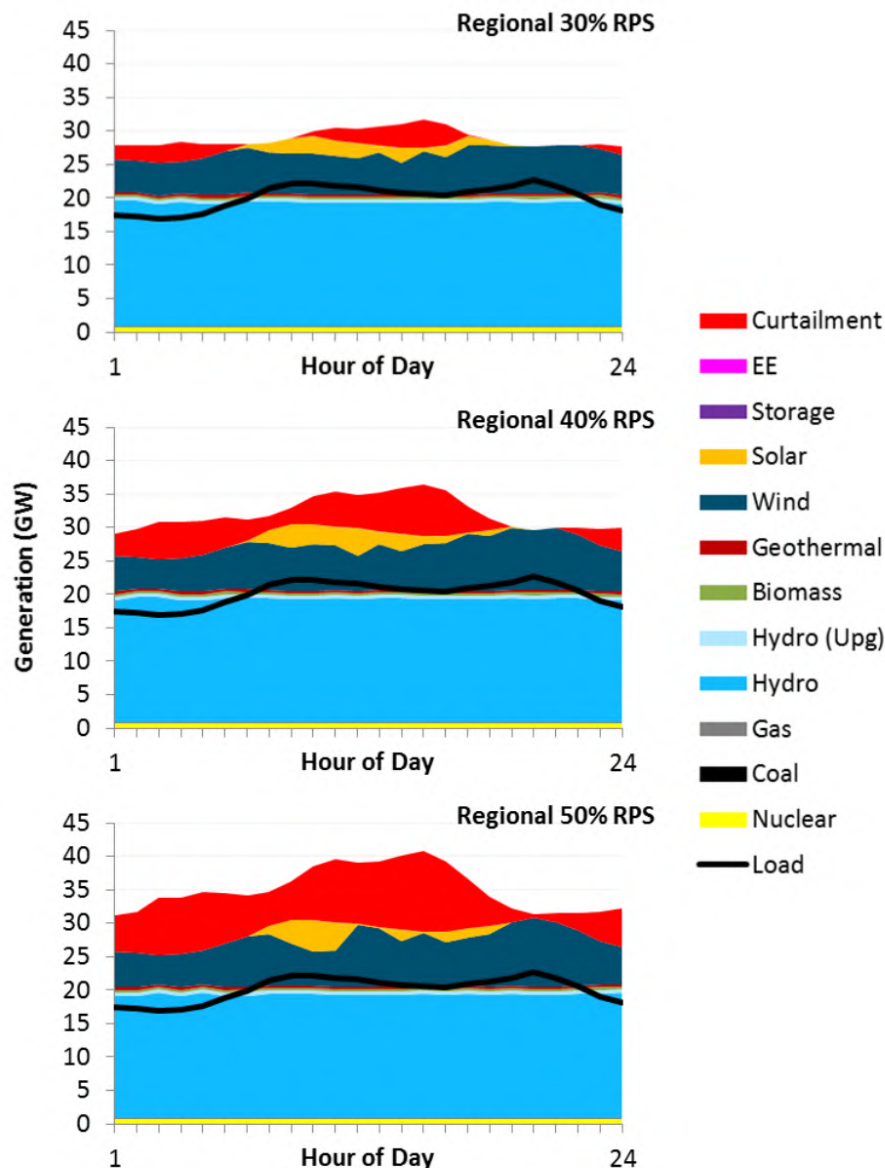 Regional 30% RPS
45
40
35
30
25
20
15
10
5
0
1
Hour of Day
24
Regional 40% RPS
45
40
35
30
25
20
15
10
5
0
1
Hour of Day
24
Regional 50% RPS
45
40
35
30
25
20
15
10
5
0
1
Hour of Day
24
Generation (GW)
Curtailment
EE
Storage
Solar
Wind
Geothermal
Biomass
Hydro (Upg)
Hydro
Gas
Coal
Nuclear
Load